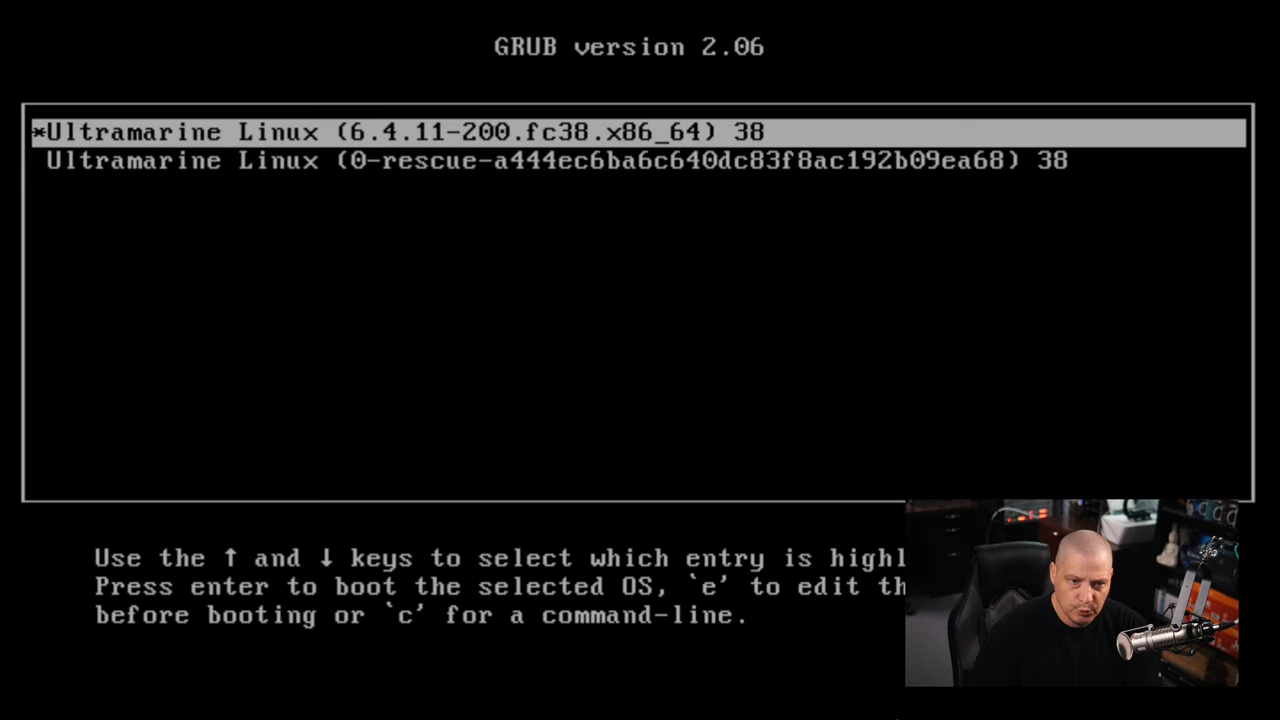 GRUB version 2.06
*Ultramarine Linux (6.4.11-200.fc38.x86_64) 38
Ultramarine Linux (0-rescue-a444ec6ba6c640dc83f8ac192b09ea68) 38
Use the ↑ and ↓ keys to select which entry is
Press enter to boot the selected OS, `e' to edit
before booting or `c' for a command-line.